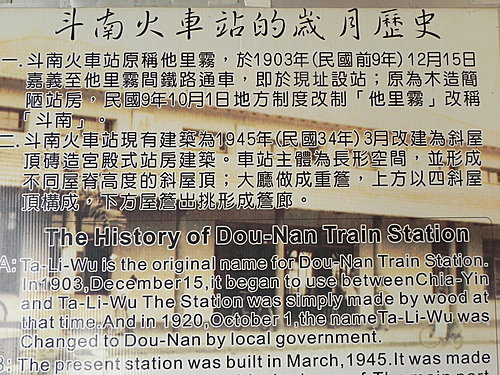 斗南火車站的歲月歷史
一.斗南火車站原稱他里霧，於1903年(民國前9年)12月15日
嘉義至他里霧間鐵路通車，即於現址設站；原為木造簡
陋站房，民國9年10月1日地方制度改制「他里霧」改稱
「斗南」。
二.斗南火車站現有建築為1945年(民國34年)3月改建為斜屋
頂磚造宮殿式站房建築。車站主體為長形空間，並形成
不同屋脊高度的斜屋頂；大廳做成重簷，上方以四斜屋
頂構成，下方屋簷出挑形成簷廊。
The History of Dou-Nan Train Station
A:Ta-Li-Wu is the original name for Dou-Nan Train Station.
In1903,December15,it began to use betweenChia-Yin
and Ta-Li-Wu The Station was simply made by wood at
that time.And in 1920,October 1,the nameTa-Li-Wu was
Changed to Dou-Nan by local government.
B: The present station was built in March,1945.It was made